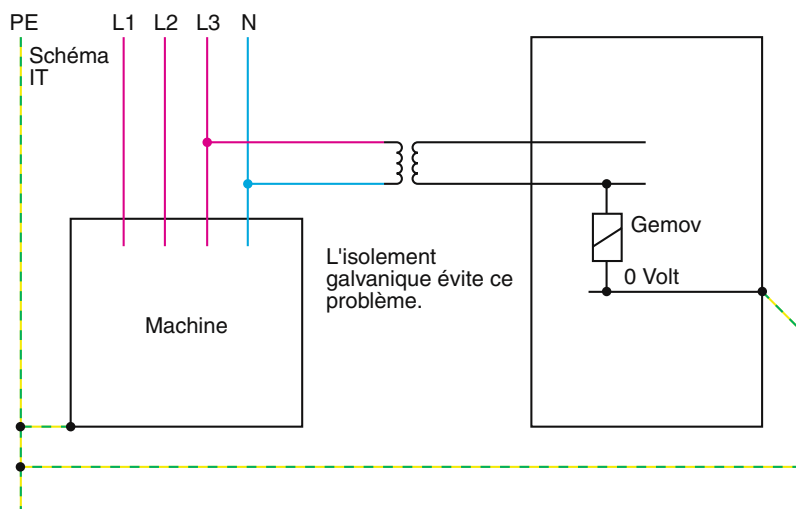 PE L1 L2 L3 N
Schéma
IT
L'isolement
galvanique évite ce
problème.
Machine
Gemov
0 Volt